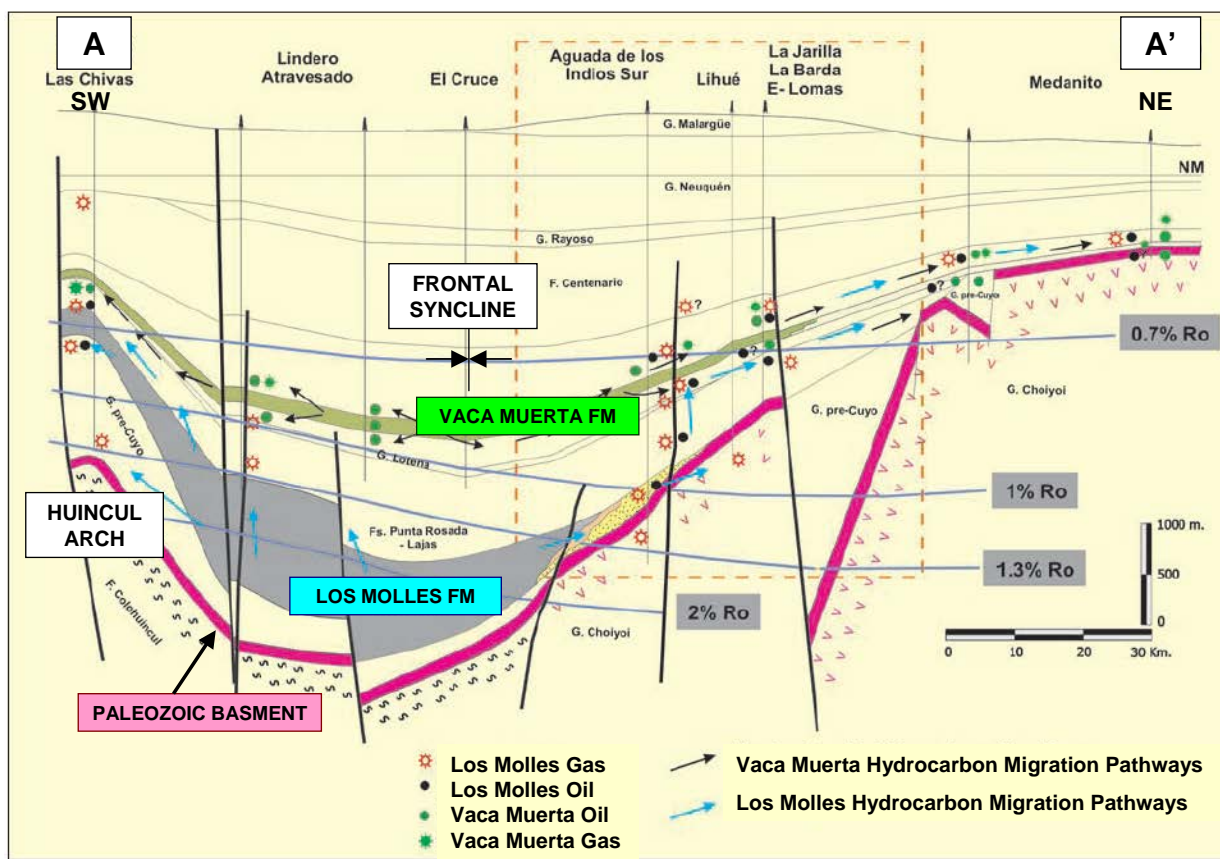 A
A’
Las Chivas
SW
Lindero
Atravesado
El Cruce
Aguada de los
Indios Sur
Lihué
La Jarilla
La Barda
E- Lomas
Medanito
NE
G. Malargüe
NM
G. Neuquén
G. Rayoso
F. Centenario
FRONTAL
SYNCLINE
?
?
?
?
G. pre-Cuyo
0.7% Ro
G. Choiyoi
VACA MUERTA FM
G. Lotena
G. pre-Cuyo
G. pre-Cuyo
1% Ro
HUINCUL
ARCH
Fs. Punta Rosada
- Lajas
1.3% Ro
1000 m.
500
0
LOS MOLLES FM
2% Ro
F. Colohuincul
G. Choiyoi
0 10 20 30 Km.
PALEOZOIC BASMENT
Los Molles Gas
Los Molles Oil
Vaca Muerta Oil
Vaca Muerta Gas
Vaca Muerta Hydrocarbon Migration Pathways
Los Molles Hydrocarbon Migration Pathways